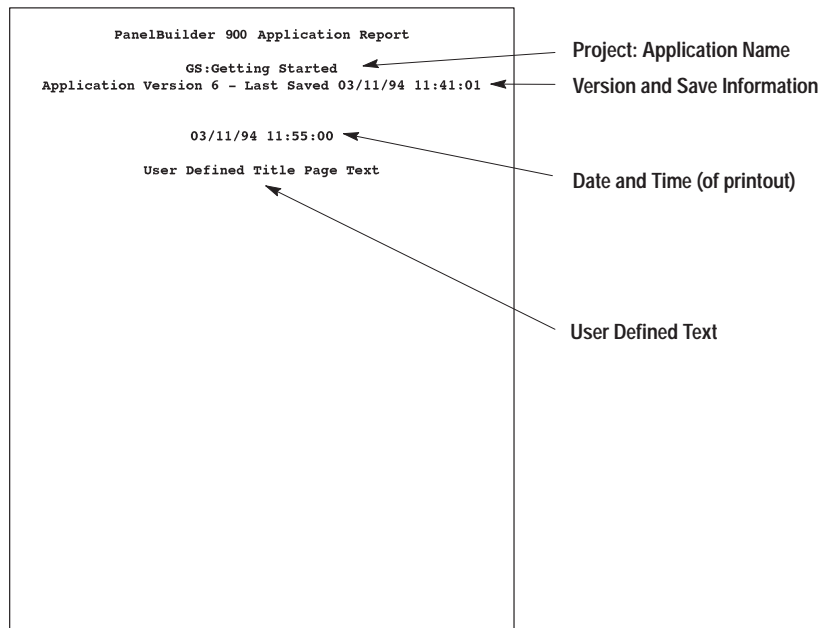 PanelBuilder 900 Application Report
GS:Getting Started
Application Version 6 - Last Saved 03/11/94 11:41:01
03/11/94 11:55:00
User Defined Title Page Text
Project: Application Name
Version and Save Information
Date and Time (of printout)
User Defined Text